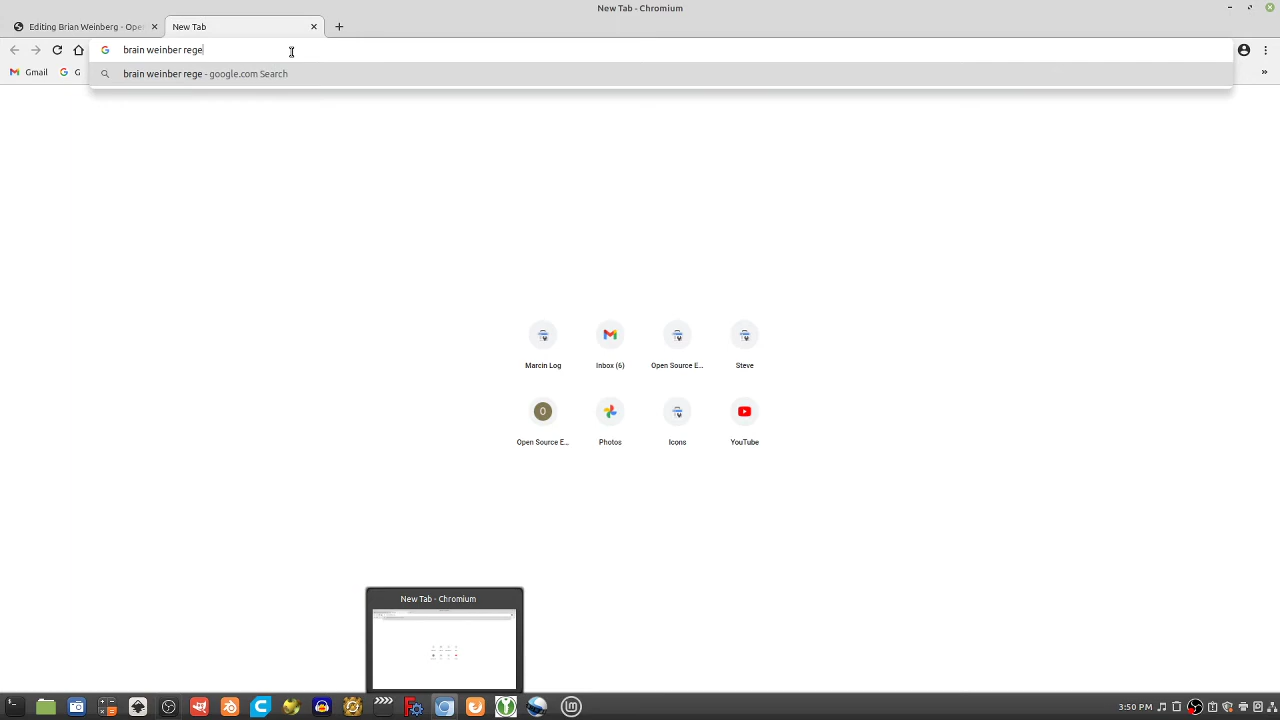 New Tab - Chromium
Editing Brian Weinberg - Ope
New Tab
brain weinber rege
Gmail
G
»
brain weinber rege - google.com Search
Marcin Log
Inbox (6)
Open Source E...
Steve
O
Open Source E...
Photos
Icons
YouTube
New Tab - Chromium
3:50 PM